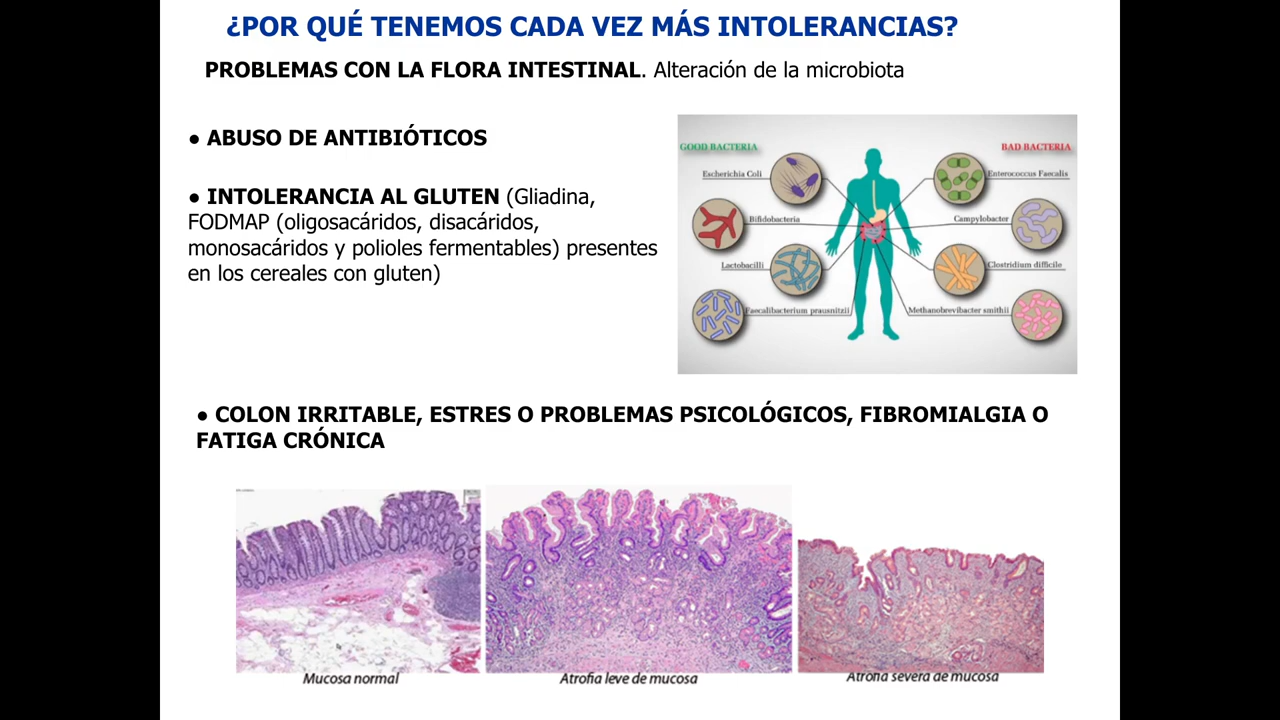 ¿POR QUÉ TENEMOS CADA VEZ MÁS INTOLERANCIAS?
PROBLEMAS CON LA FLORA INTESTINAL. Alteración de la microbiota
● ABUSO DE ANTIBIÓTICOS
● INTOLERANCIA AL GLUTEN (Gliadina,
FODMAP (oligosacáridos, disacáridos,
monosacáridos y polioles fermentables) presentes
en los cereales con gluten)
GOOD BACTERIA
BAD BACTERIA
Escherichia Coli
Enterococcus Faecalis
Bifidobacteria
Campylobacter
Lactobacilli
Clostridium difficile
Faecalibacterium prausnitzii
Methanobrevibacter smithii
● COLON IRRITABLE, ESTRES O PROBLEMAS PSICOLÓGICOS, FIBROMIALGIA O
FATIGA CRÓNICA
Mucosa normal
Atrofia leve de mucosa
Atrofia severa de mucosa